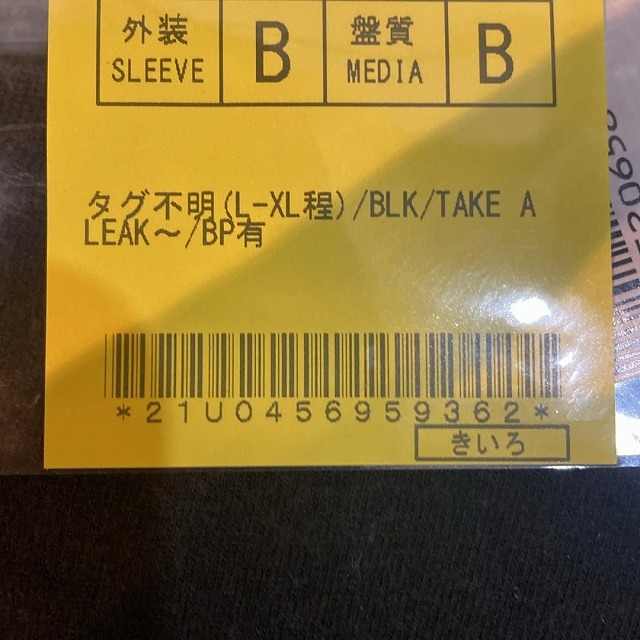 外装 SLEEVE B 盤質 MEDIA B
タグ不明(L-XL程)/BLK/TAKE A
LEAK～/BP有
*21U0456959362*
きいろ